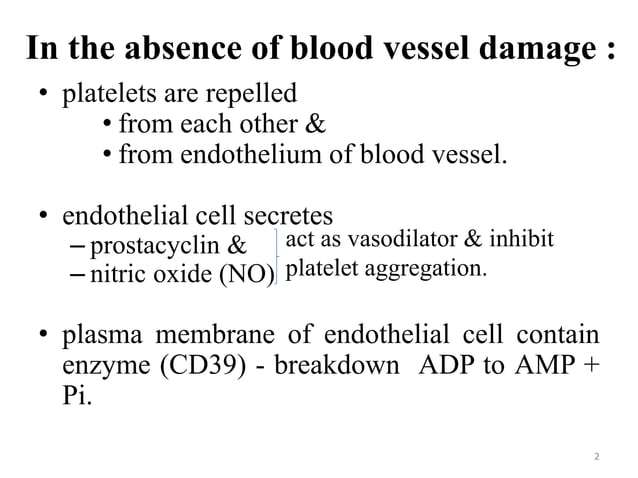 In the absence of blood vessel damage :
• platelets are repelled
• from each other &
• from endothelium of blood vessel.
• endothelial cell secretes
– prostacyclin &
– nitric oxide (NO)
act as vasodilator & inhibit
platelet aggregation.
• plasma membrane of endothelial cell contain
enzyme (CD39) - breakdown ADP to AMP +
Pi.
2